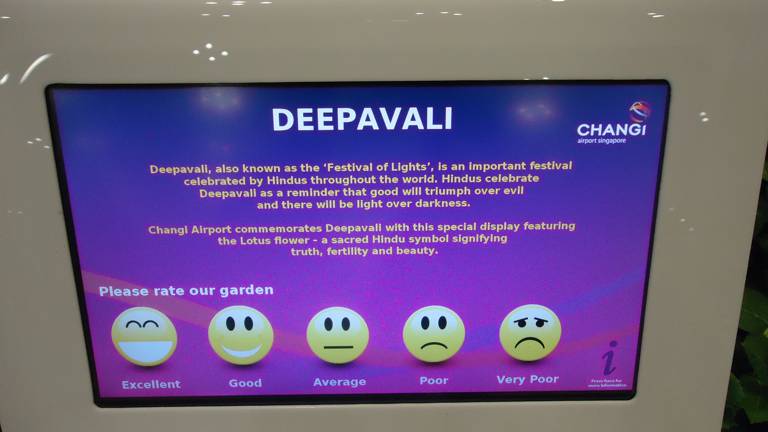 DEEPAVALI
CHANGI
airport singapore
Deepavali, also known as the ‘Festival of Lights’, is an important festival
celebrated by Hindus throughout the world. Hindus celebrate
Deepavali as a reminder that good will triumph over evil
and there will be light over darkness.
Changi Airport commemorates Deepavali with this special display featuring
the Lotus flower – a sacred Hindu symbol signifying
truth, fertility and beauty.
Please rate our garden
Excellent
Good
Average
Poor
Very Poor
i
Press here for
more information